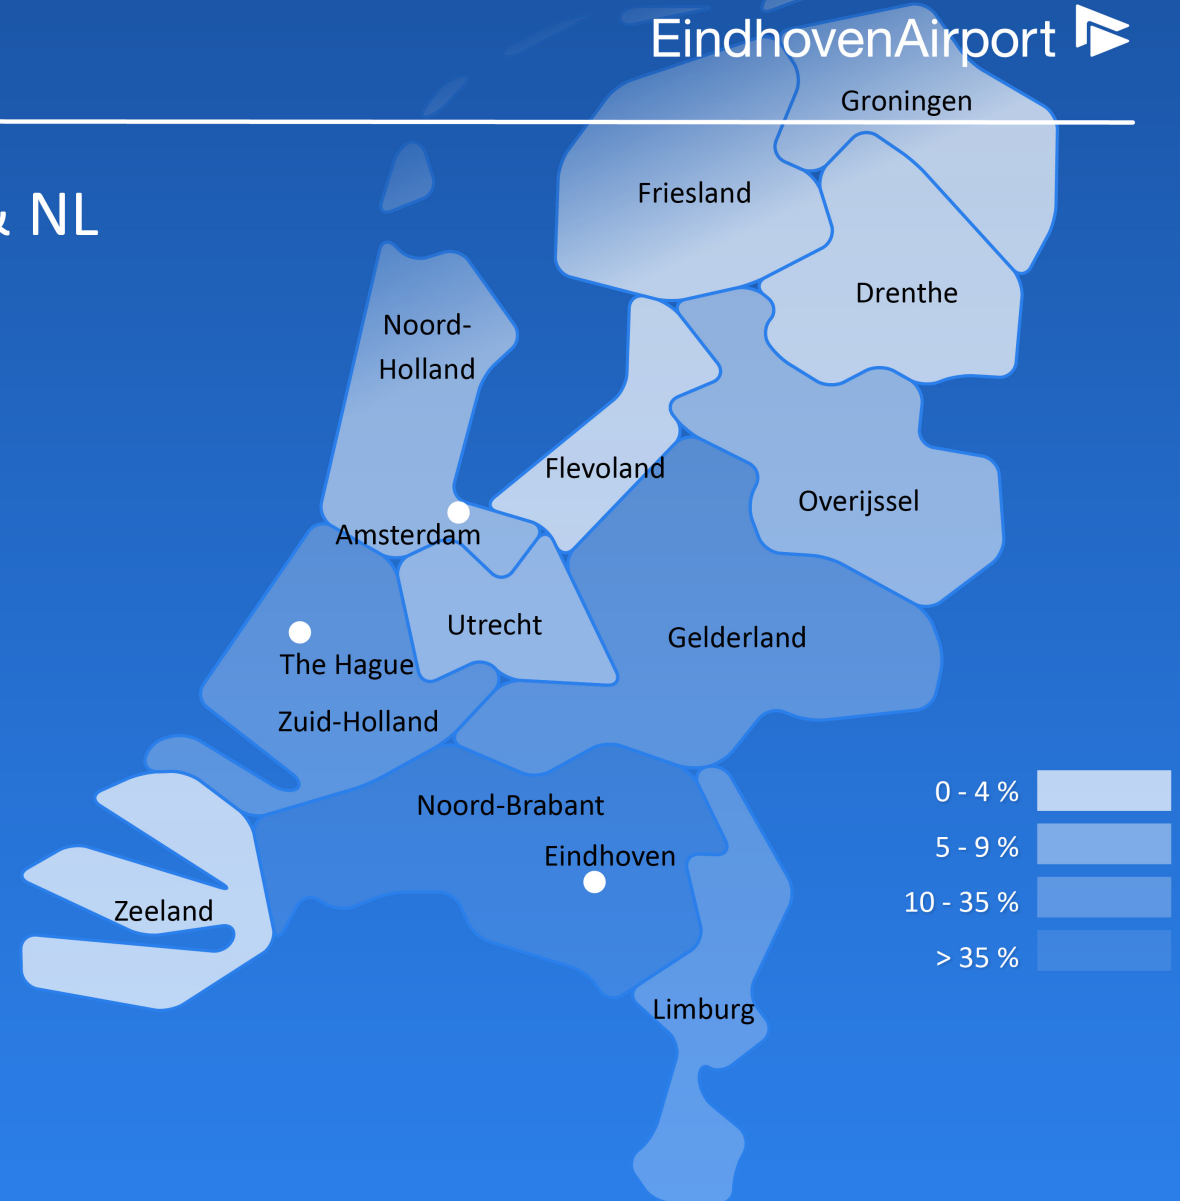 EindhovenAirport
Groningen
Friesland
& NL
Drenthe
Noord-
Holland
Flevoland
Overijssel
Amsterdam
Utrecht
Gelderland
The Hague
Zuid-Holland
0 - 4 %
Noord-Brabant
5 - 9 %
Eindhoven
10 - 35 %
Zeeland
> 35 %
Limburg